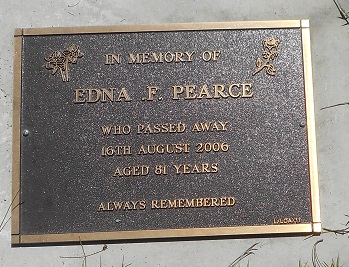 IN MEMORY OF
EDNA .F. PEARCE
WHO PASSED AWAY
16TH AUGUST 2006
AGED 81 YEARS
ALWAYS REMEMBERED